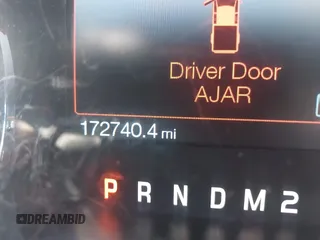 Driver Door
AJAR
172740.4 mi
P R N D M 2
DREAMBID